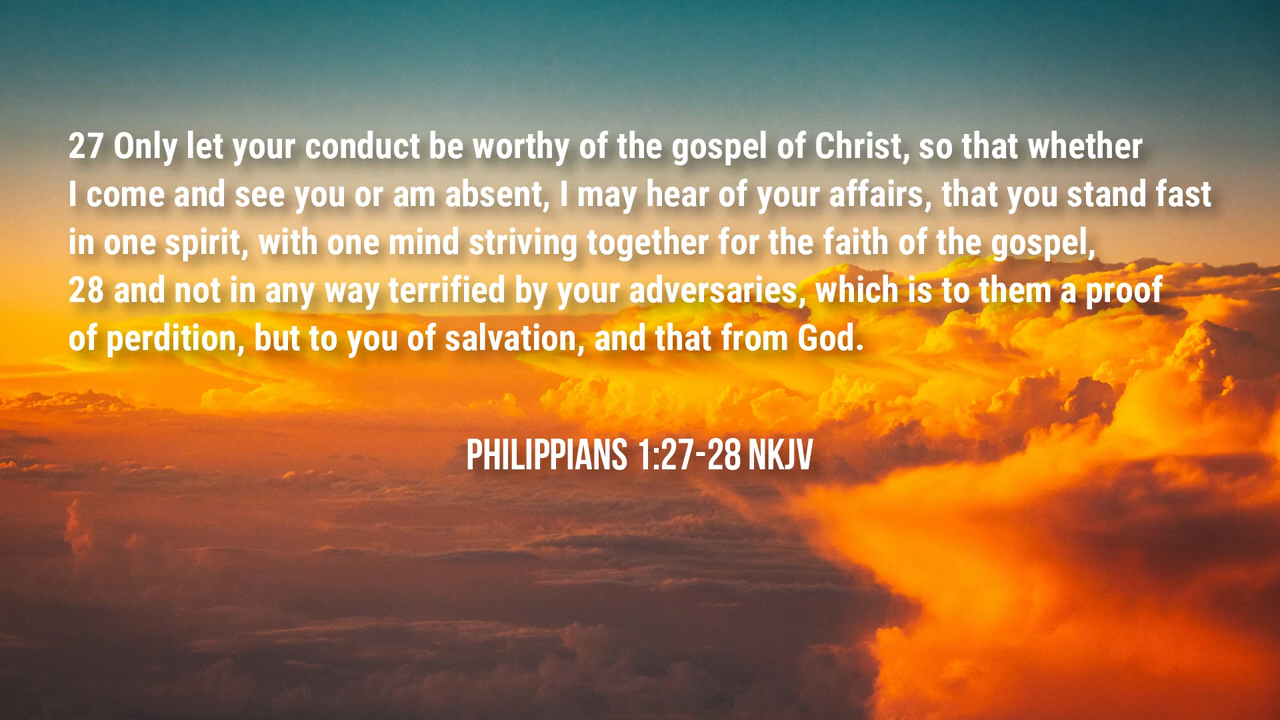 27 Only let your conduct be worthy of the gospel of Christ, so that whether
I come and see you or am absent, I may hear of your affairs, that you stand fast
in one spirit, with one mind striving together for the faith of the gospel,
28 and not in any way terrified by your adversaries, which is to them a proof
of perdition, but to you of salvation, and that from God.
PHILIPPIANS 1:27-28 NKJV